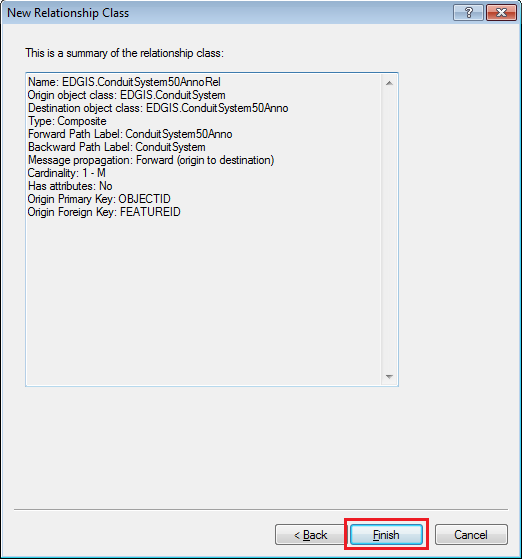 New Relationship Class
This is a summary of the relationship class:
Name: EDGIS.ConduitSystem50AnnoRel
Origin object class: EDGIS.ConduitSystem
Destination object class: EDGIS.ConduitSystem50Anno
Type: Composite
Forward Path Label: ConduitSystem50Anno
Backward Path Label: ConduitSystem
Message propagation: Forward (origin to destination)
Cardinality: 1 - M
Has attributes: No
Origin Primary Key: OBJECTID
Origin Foreign Key: FEATUREID
< Back Finish Cancel